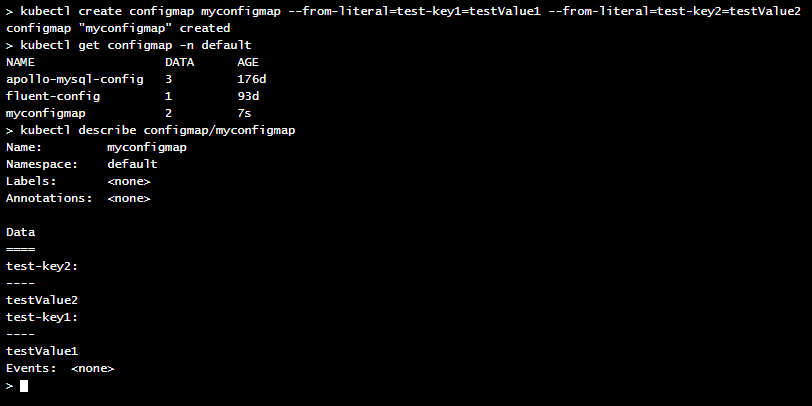 > kubectl create configmap myconfigmap --from-literal=test-key1=testValue1 --from-literal=test-key2=testValue2
configmap "myconfigmap" created
> kubectl get configmap -n default
NAME                  DATA      AGE
apollo-mysql-config   3         176d
fluent-config         1         93d
myconfigmap           2         7s
> kubectl describe configmap/myconfigmap
Name:         myconfigmap
Namespace:    default
Labels:       <none>
Annotations:  <none>

Data
====
test-key2:
----
testValue2
test-key1:
----
testValue1
Events:  <none>
>